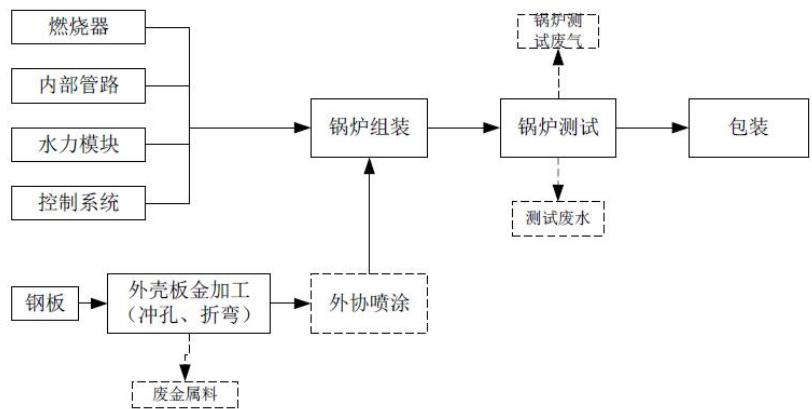 燃烧器
内部管路
水力模块
控制系统
锅炉组装
锅炉测
试废气
锅炉测试
包装
测试废水
钢板
外壳板金加工
（冲孔、折弯）
外协喷涂
废金属料